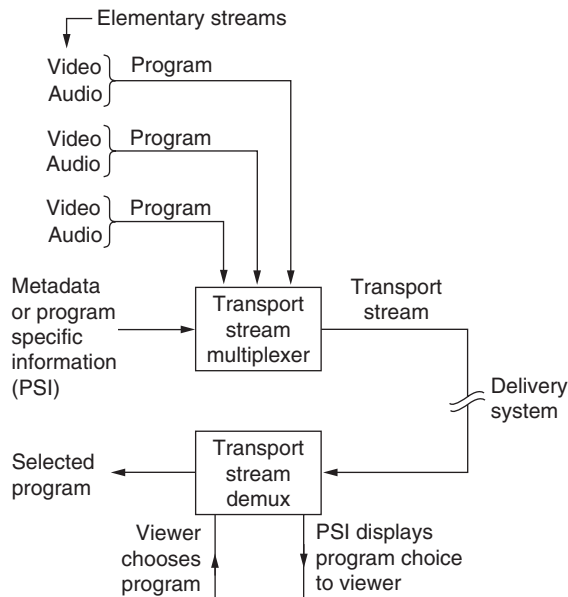 Elementary streams
Video
Audio
Program
Video
Audio
Program
Video
Audio
Program
Metadata
or program
specific
information
(PSI)
Transport
stream
multiplexer
Transport
stream
Delivery
system
Transport
stream
demux
Selected
program
Viewer
chooses
program
PSI displays
program choice
to viewer